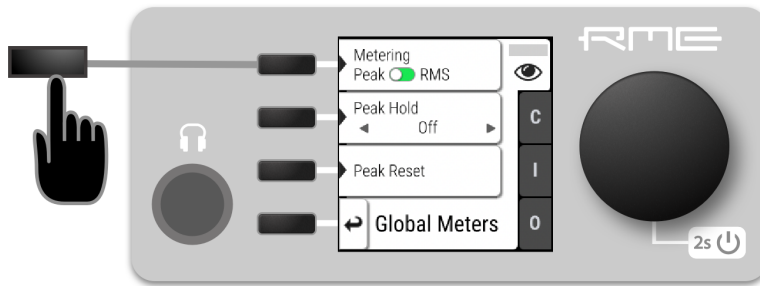 RME
Metering
Peak RMS
Peak Hold
Off
C
Peak Reset
I
Global Meters
O
2s